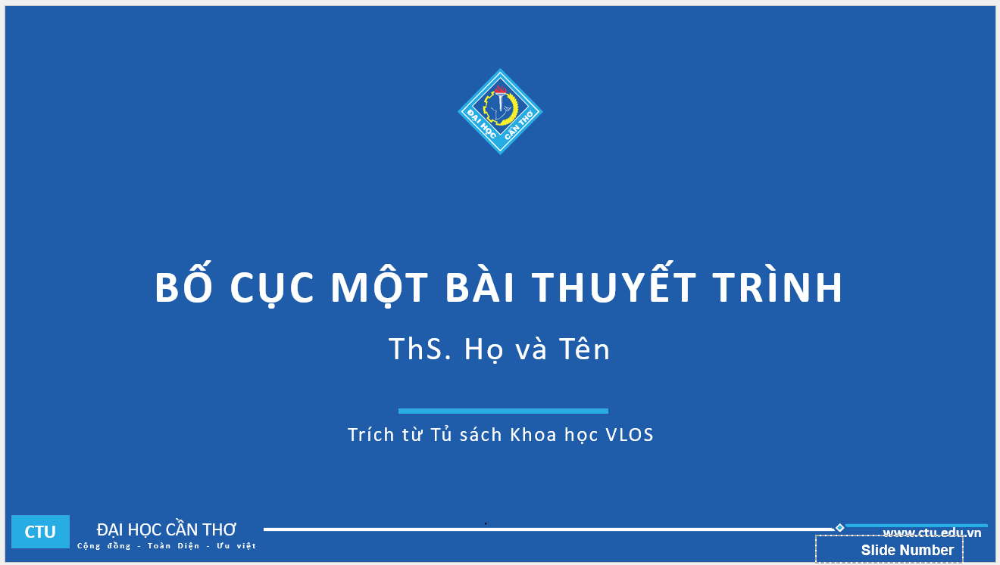 ĐẠI HỌC CẦN THƠ
BỐ CỤC MỘT BÀI THUYẾT TRÌNH
ThS. Họ và Tên
Trích từ Tủ sách Khoa học VLOS
CTU
ĐẠI HỌC CẦN THƠ
Cộng đồng - Toàn Diện - Ưu việt
www.ctu.edu.vn
Slide Number